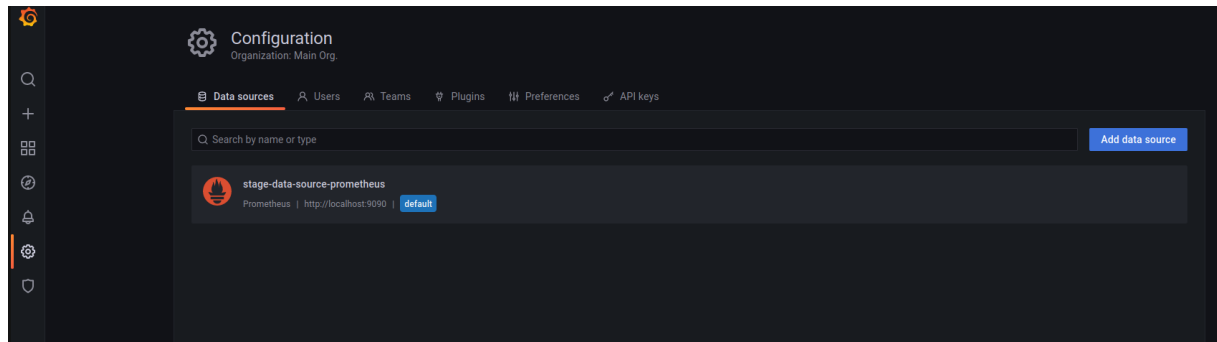 Configuration
Organization: Main Org.
Data sources Users Teams Plugins Preferences API keys
Search by name or type Add data source
stage-data-source-prometheus
Prometheus | http://localhost:9090 | default